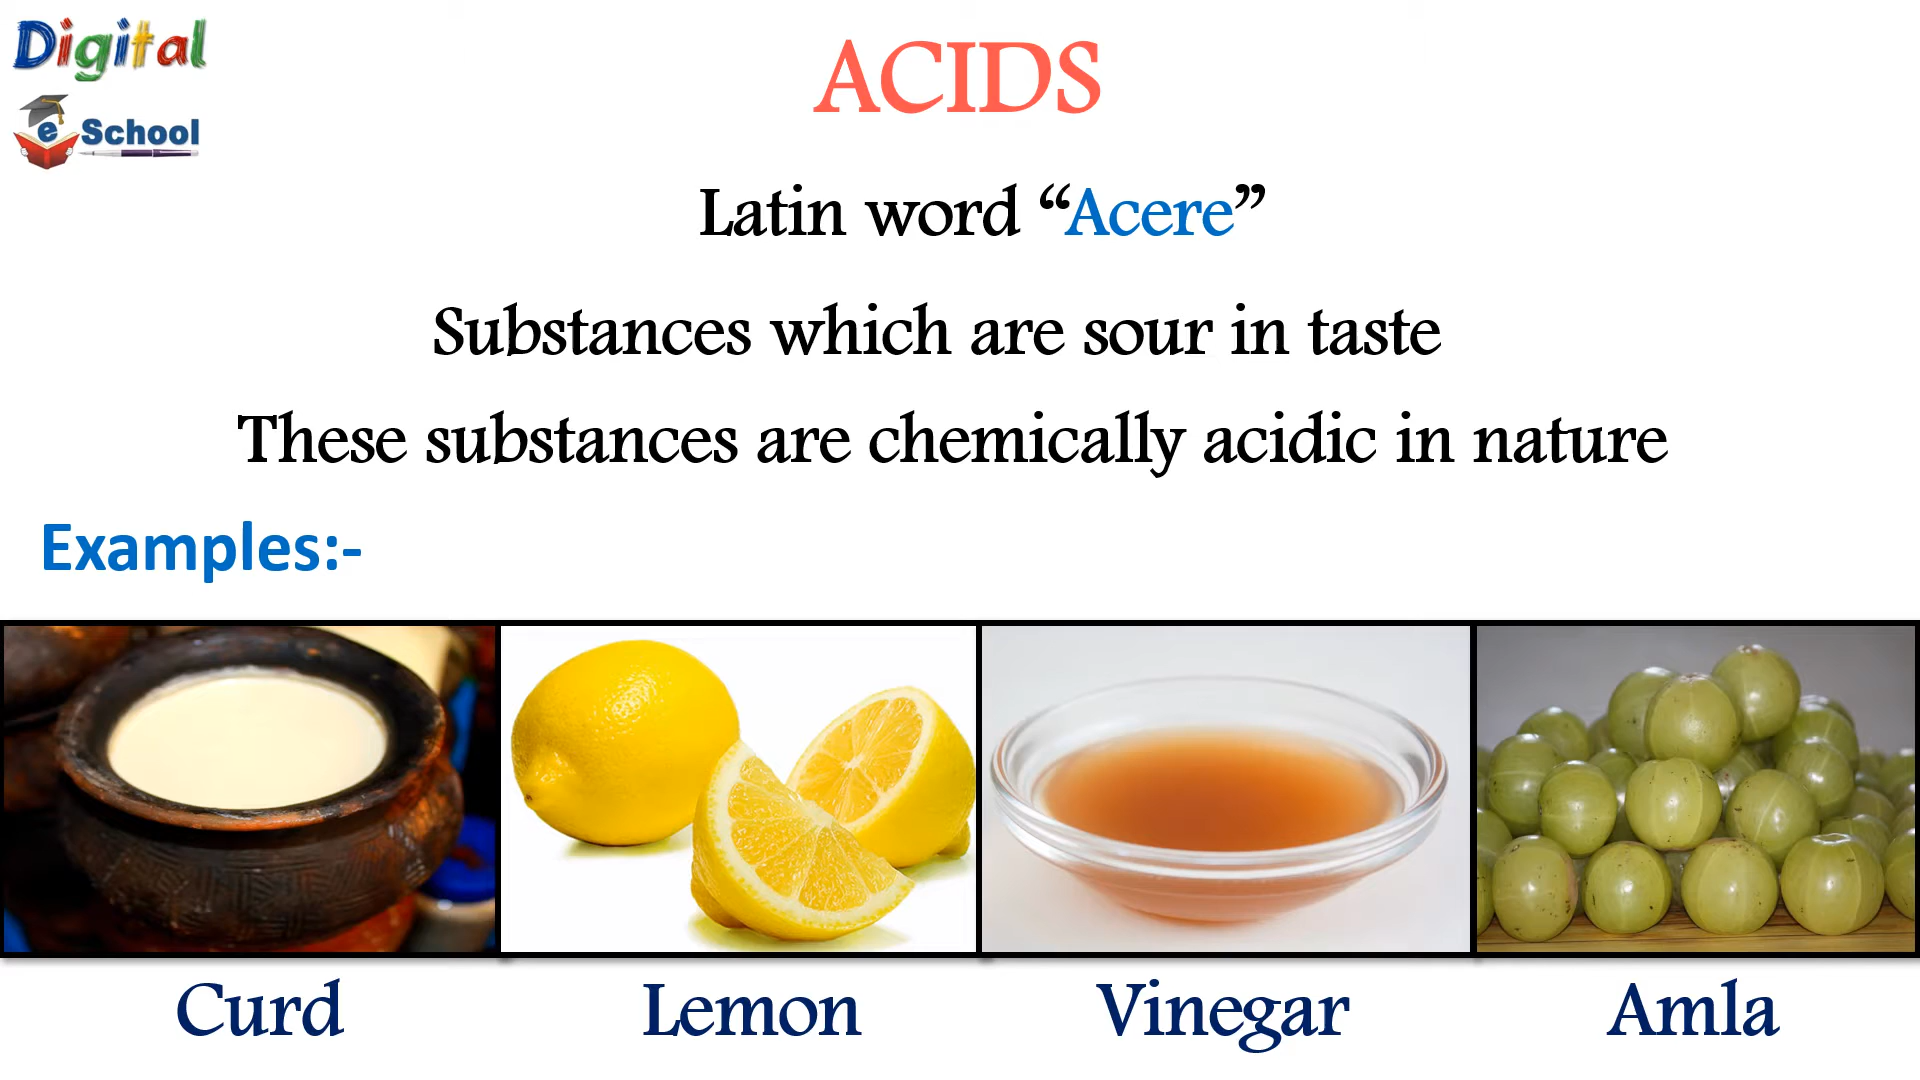 Digital
e School
ACIDS
Latin word “Acere”
Substances which are sour in taste
These substances are chemically acidic in nature
Examples:-
Curd Lemon Vinegar Amla